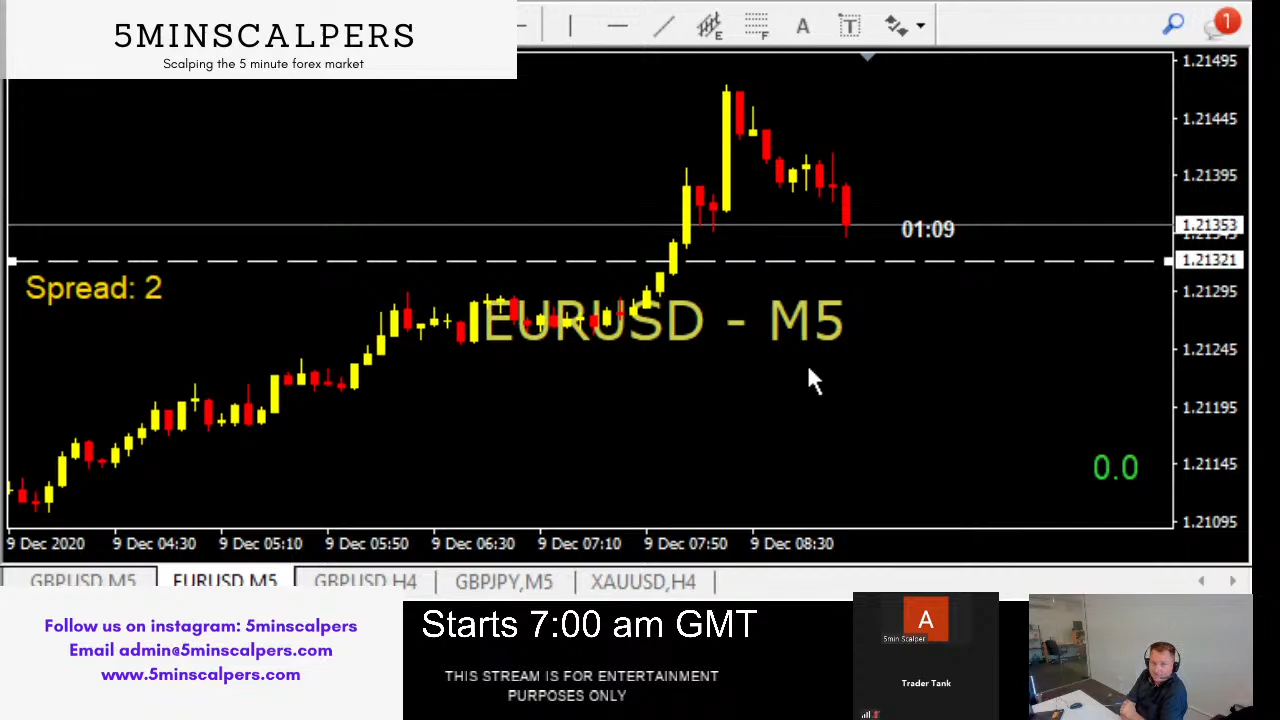 5MINSCALPERS
Scalping the 5 minute forex market
E
F
A
T
1
1.21495
1.21445
1.21395
01:09
1.21353
1.21321
Spread: 2
1.21295
EURUSD - M5
1.21245
1.21195
0.0
1.21145
1.21095
9 Dec 2020 9 Dec 04:30 9 Dec 05:10 9 Dec 05:50 9 Dec 06:30 9 Dec 07:10 9 Dec 07:50 9 Dec 08:30
GBPUSD,M5 EURUSD,M5 GBPUSD,H4 GBPJPY,M5 XAUUSD,H4
Follow us on instagram: 5minscalpers
Email admin@5minscalpers.com
www.5minscalpers.com
Starts 7:00 am GMT
THIS STREAM IS FOR ENTERTAINMENT
PURPOSES ONLY
A
5min Scalper
Trader Tank